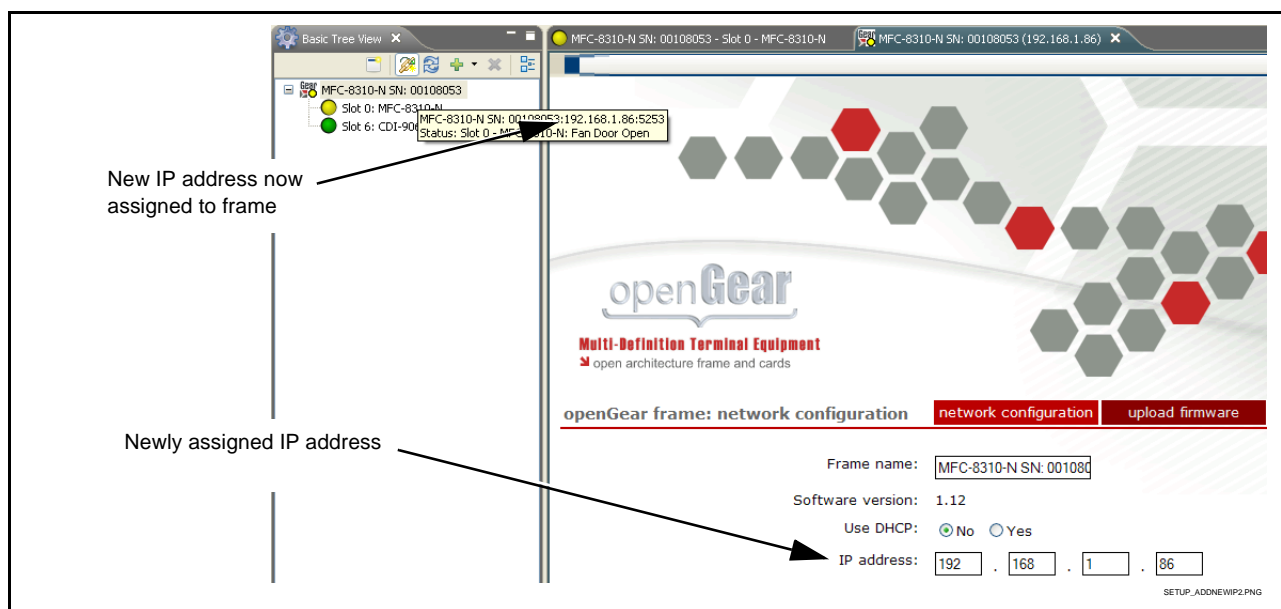 Basic Tree View
MFC-8310-N SN: 00108053 - Slot 0 - MFC-8310-N
MFC-8310-N SN: 00108053 (192.168.1.86)
Gear MFC-8310-N SN: 00108053
Slot 0: MFC-8310-N
Slot 6: CDI-906
MFC-8310-N SN: 00108053:192.168.1.86:5253
Status: Slot 0 - MFC-8310-N: Fan Door Open
New IP address now
assigned to frame
openGear
Multi-Definition Terminal Equipment
open architecture frame and cards
openGear frame: network configuration
network configuration
upload firmware
Newly assigned IP address
Frame name: MFC-8310-N SN: 001080
Software version: 1.12
Use DHCP: No Yes
IP address: 192 . 168 . 1 . 86
SETUP_ADDNEWIP2.PNG